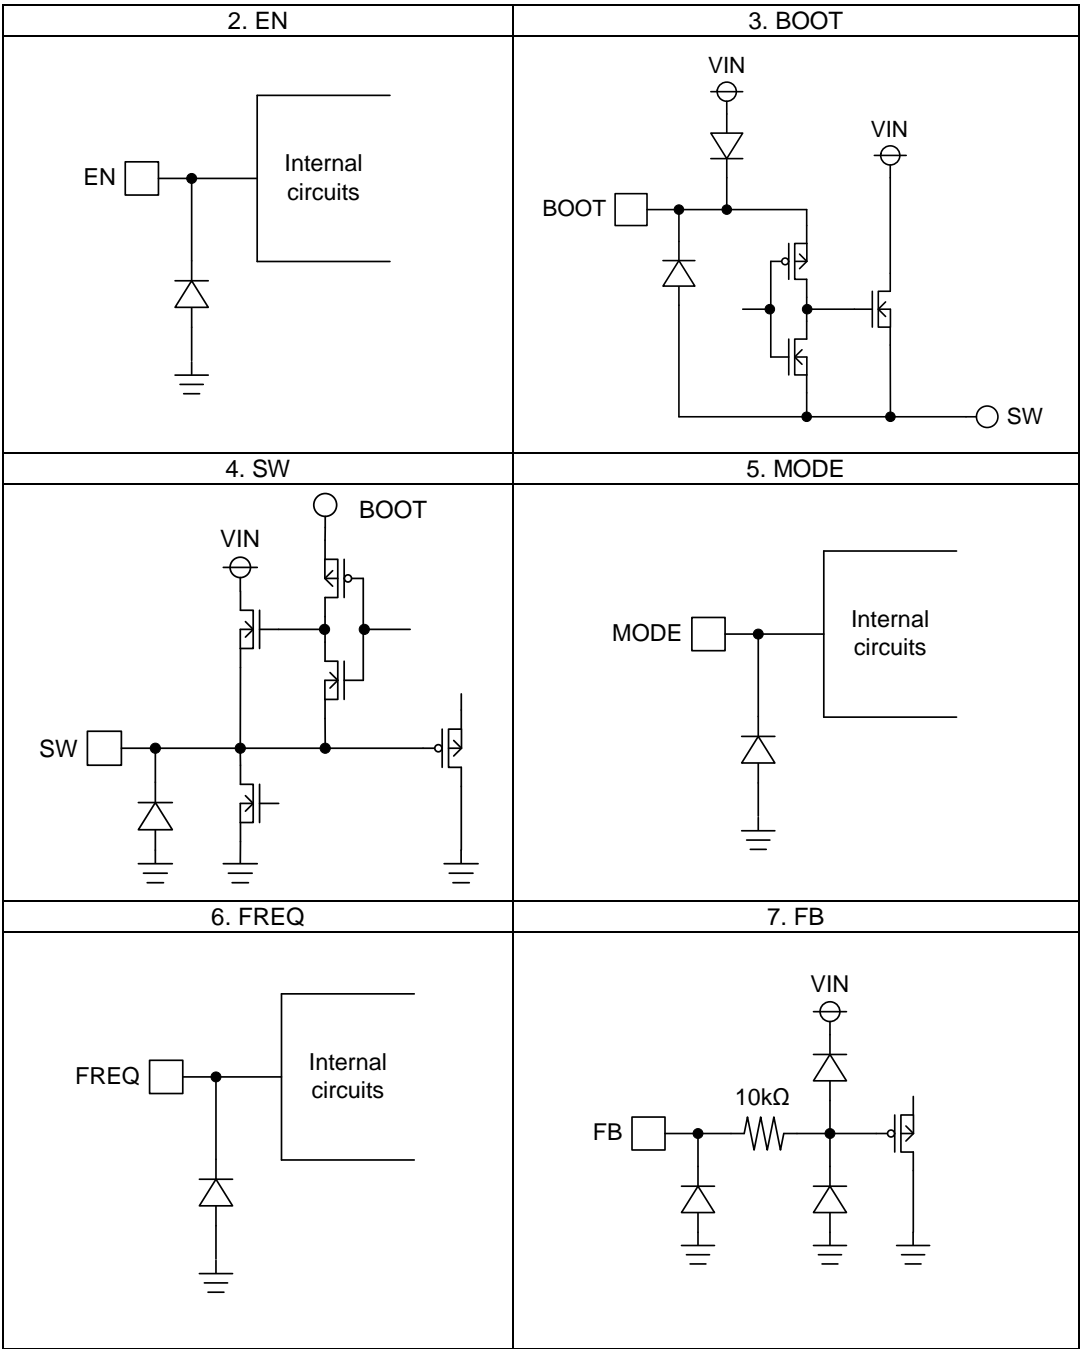 2. EN
3. BOOT
EN
Internal
circuits
VIN
VIN
BOOT
SW
4. SW
5. MODE
BOOT
VIN
SW
MODE
Internal
circuits
6. FREQ
7. FB
FREQ
Internal
circuits
VIN
10kΩ
FB